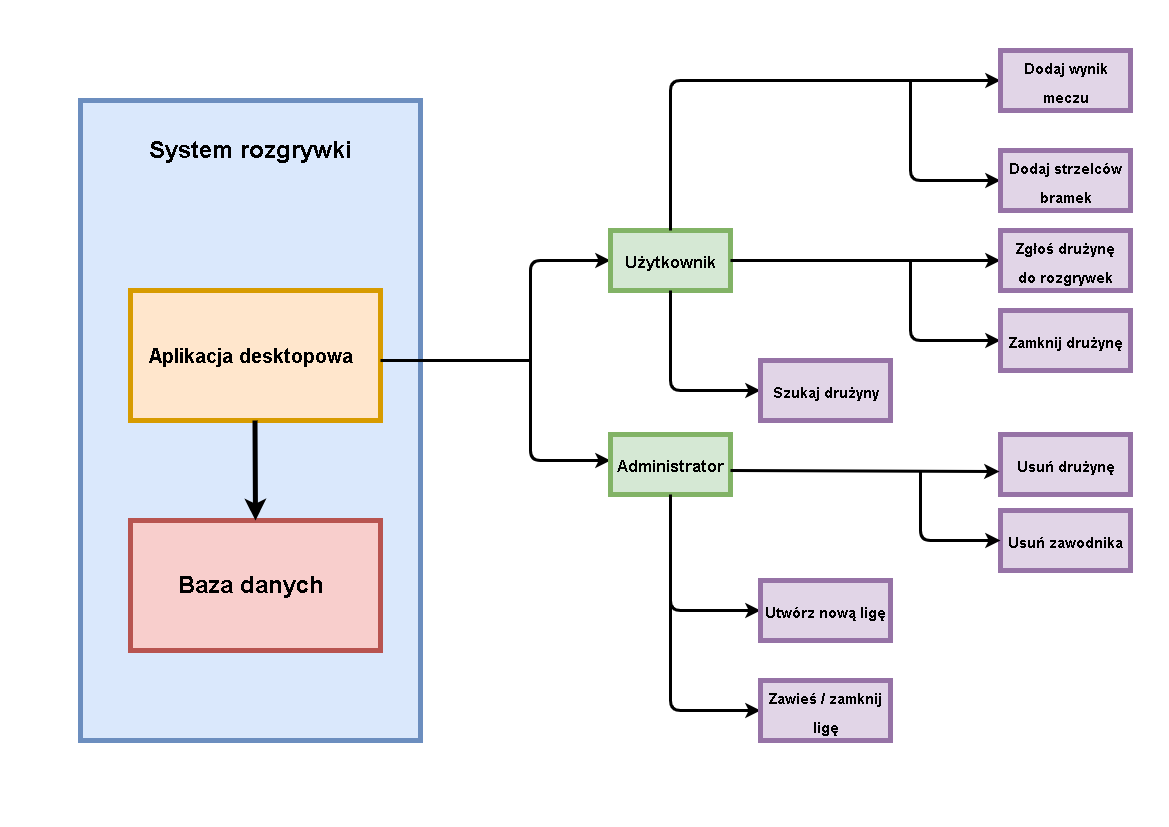 System rozgrywki
Aplikacja desktopowa
Baza danych
Użytkownik
Administrator
Dodaj wynik
meczu
Dodaj strzelców
bramek
Zgłoś drużynę
do rozgrywek
Zamknij drużynę
Szukaj drużyny
Usuń drużynę
Usuń zawodnika
Utwórz nową ligę
Zawieś / zamknij
ligę